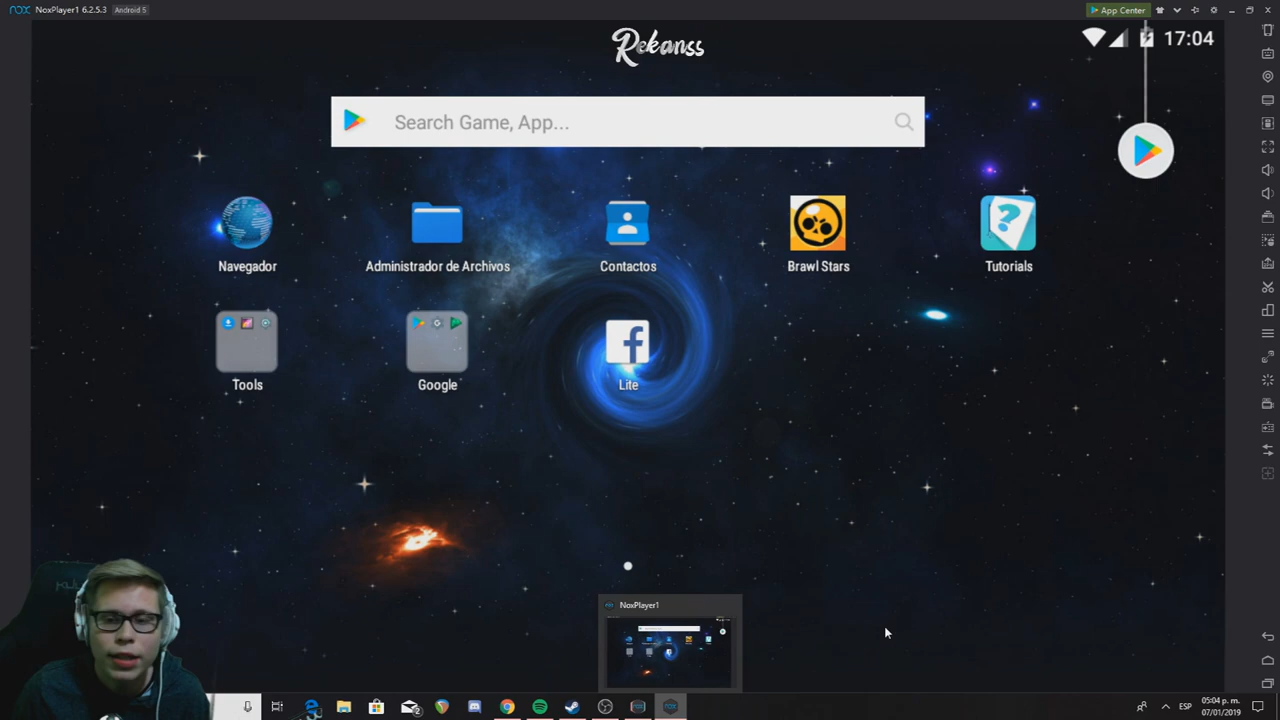 nox NoxPlayer1 6.2.5.3 Android 5
App Center
Rekanss
17:04
Search Game, App...
Navegador
Administrador de Archivos
Contactos
Brawl Stars
Tutorials
Tools
Google
Lite
NoxPlayer1
ESP
05:04 p. m.
07/01/2019